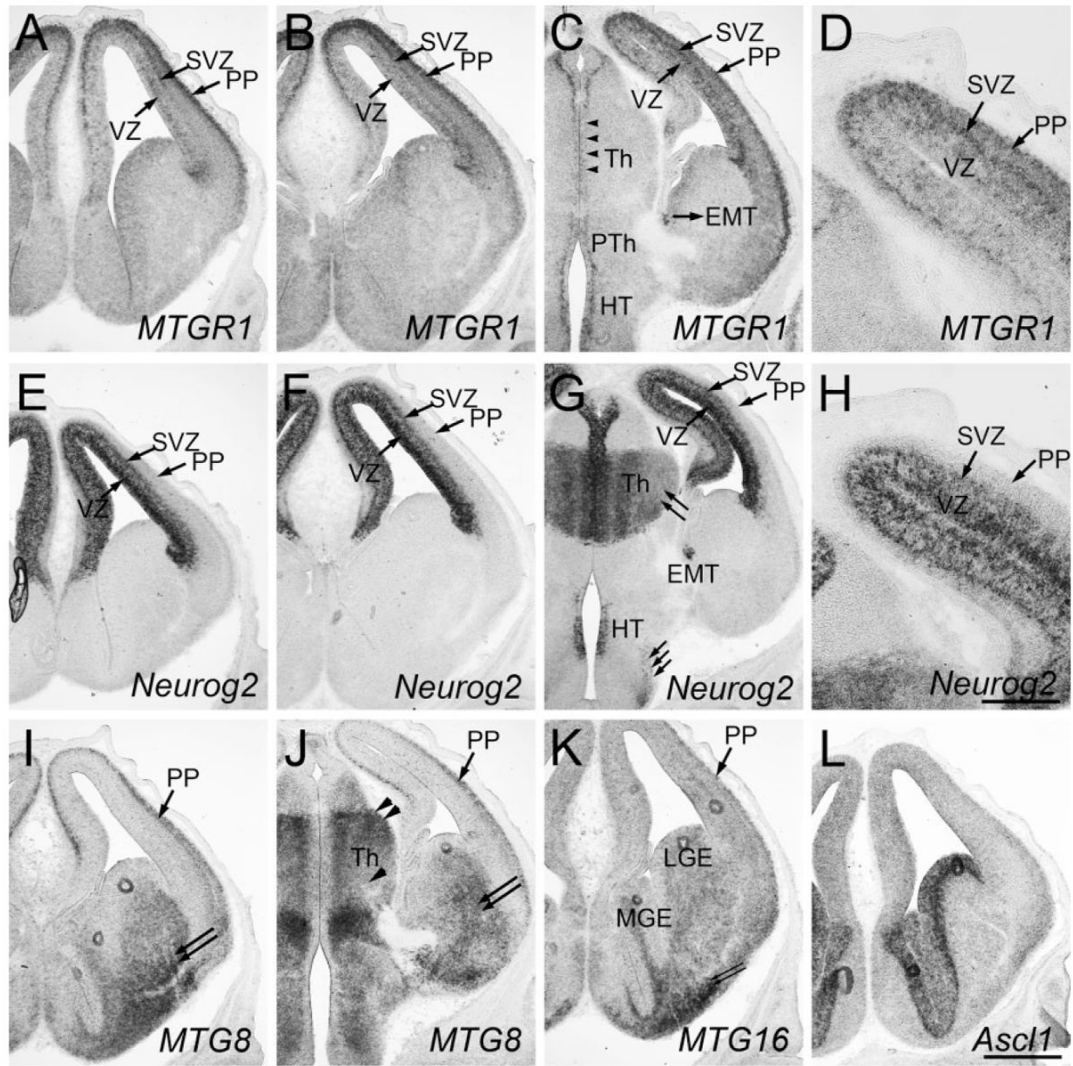 A
SVZ
PP
VZ
MTGR1
B
SVZ
PP
VZ
MTGR1
C
SVZ
PP
VZ
Th
EMT
PTh
HT
MTGR1
D
SVZ
PP
VZ
MTGR1
E
SVZ
PP
VZ
Neurog2
F
SVZ
PP
VZ
Neurog2
G
SVZ
PP
VZ
Th
EMT
HT
Neurog2
H
SVZ
PP
VZ
Neurog2
I
PP
MTG8
J
PP
Th
MTG8
K
PP
LGE
MGE
MTG16
L
Ascl1